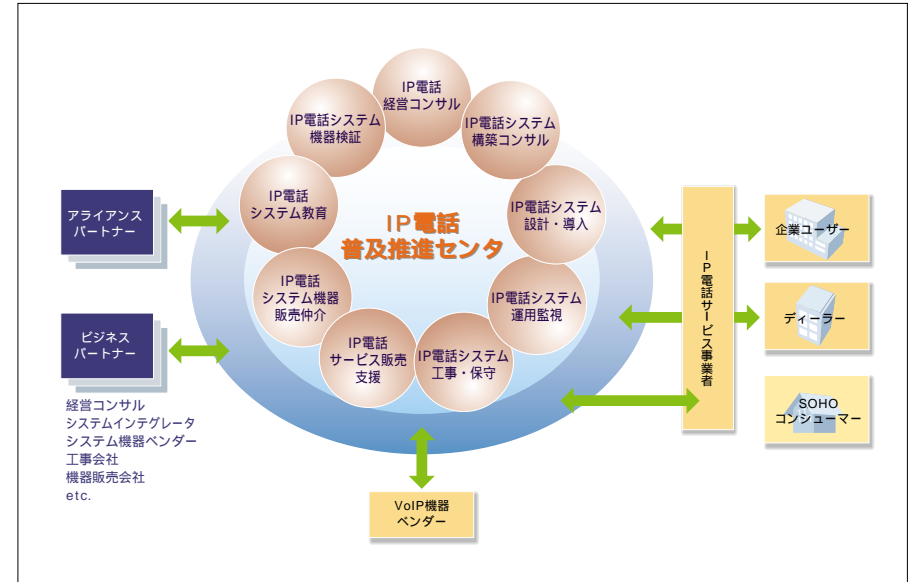 IP電話
経営コンサル
IP電話システム
機器検証
IP電話システム
構築コンサル
IP電話
システム教育
IP電話システム
設計・導入
IP電話
普及推進センタ
IP電話
システム機器
販売仲介
IP電話システム
運用監視
IP電話
サービス販売
支援
IP電話システム
工事・保守
アライアンス
パートナー
ビジネス
パートナー
経営コンサル
システムインテグレータ
システム機器ベンダー
工事会社
機器販売会社
etc.
VoIP機器
ベンダー
IP電話サービス事業者
企業ユーザー
ディーラー
SOHO
コンシューマー